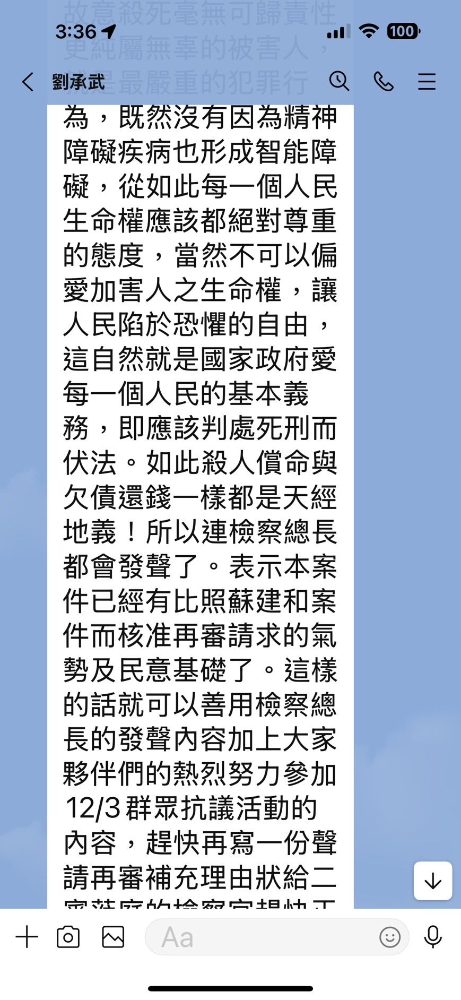 故意殺死毫無可歸責性
3:36
100
更純屬無辜的被害人，
劉承武
就是最嚴重的犯罪行
為，既然沒有因為精神
障礙疾病也形成智能障
礙，從如此每一個人民
生命權應該都絕對尊重
的態度，當然不可以偏
愛加害人之生命權，讓
人民陷於恐懼的自由，
這自然就是國家政府愛
每一個人民的基本義
務，即應該判處死刑而
伏法。如此殺人償命與
欠債還錢一樣都是天經
地義！所以連檢察總長
都會發聲了。表示本案
件已經有比照蘇建和案
件而核准再審請求的氣
勢及民意基礎了。這樣
的話就可以善用檢察總
長的發聲內容加上大家
夥伴們的熱烈努力參加
12/3群眾抗議活動的
內容，趕快再寫一份聲
請再審補充理由狀給二
審蒞庭的檢察官趕快正
Aa